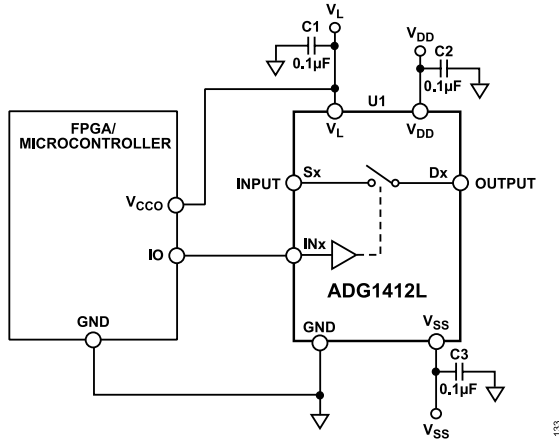 VL
C1
0.1µF
VDD
C2
0.1µF
U1
VL
VDD
FPGA/
MICROCONTROLLER
INPUT
Sx
Dx
OUTPUT
VCCO
IO
INx
ADG1412L
GND
GND
VSS
C3
0.1µF
VSS
133